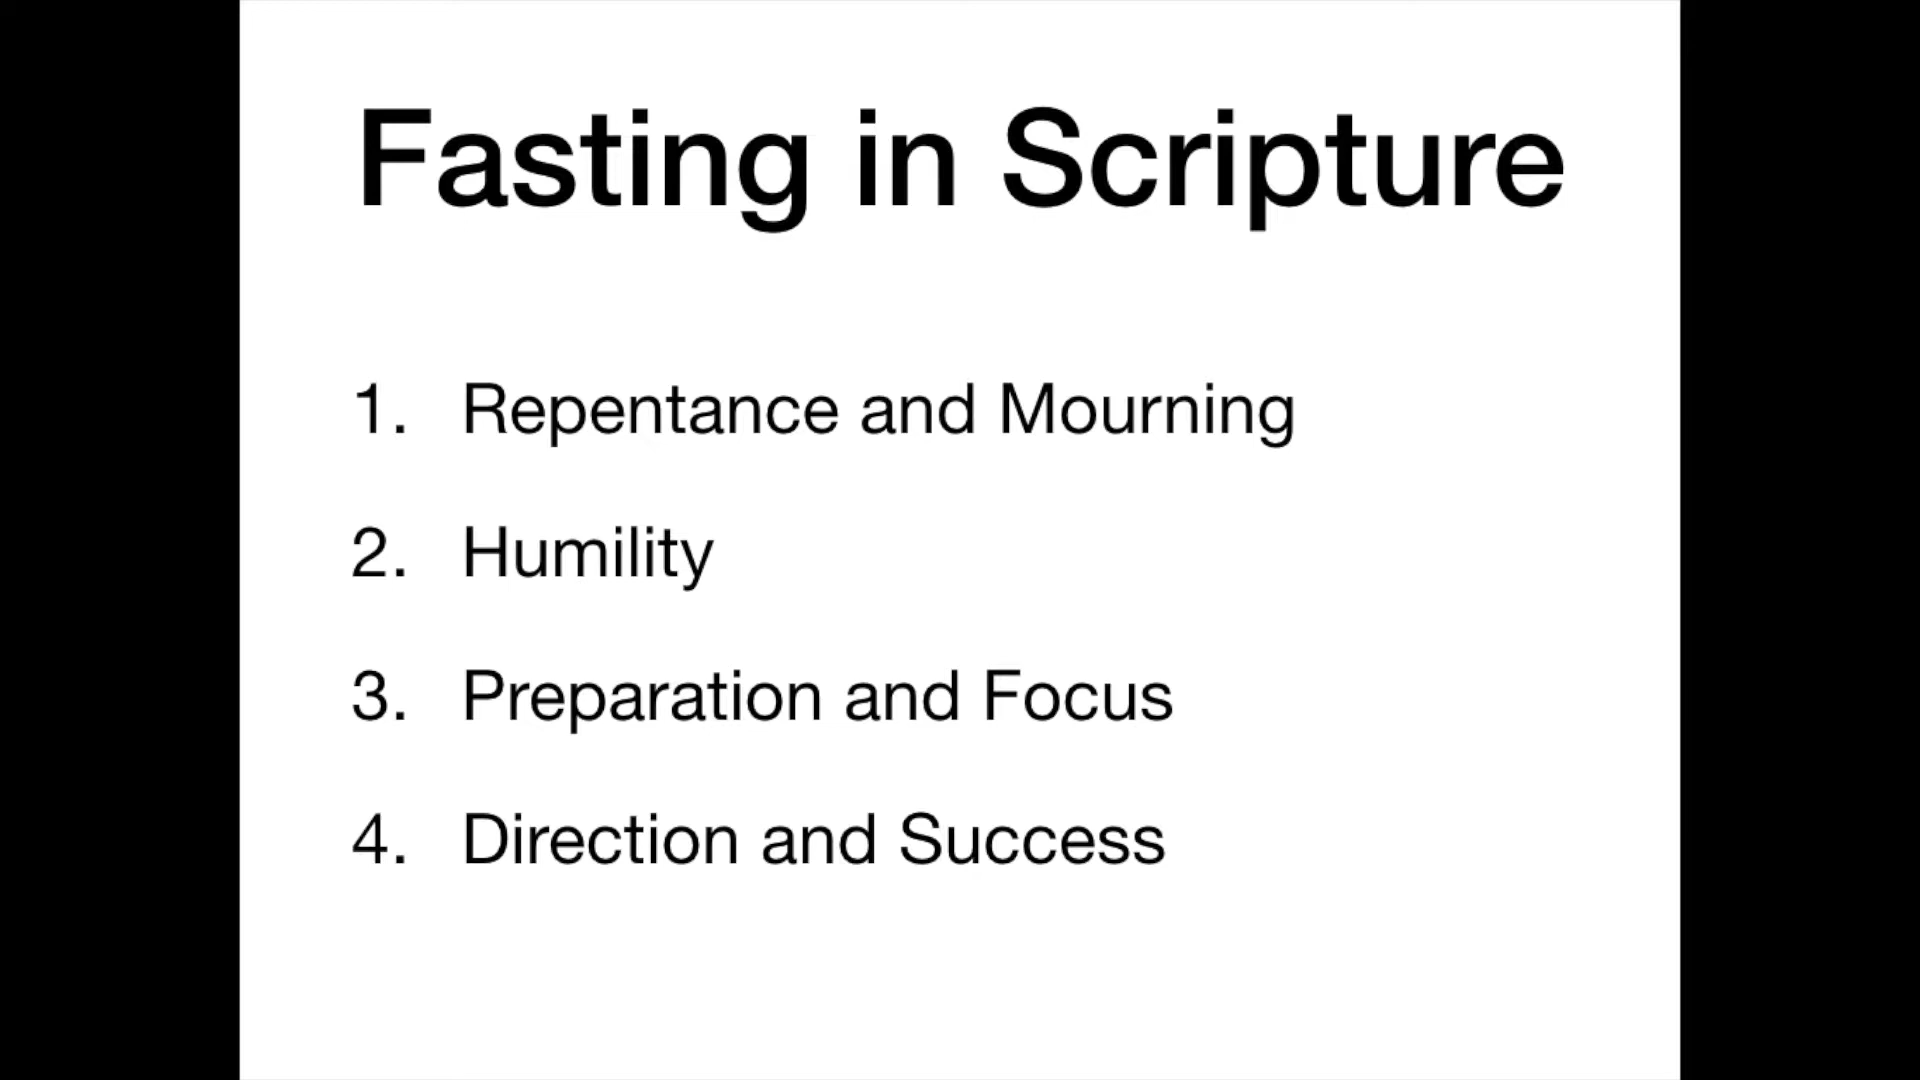 Fasting in Scripture
1. Repentance and Mourning
2. Humility
3. Preparation and Focus
4. Direction and Success